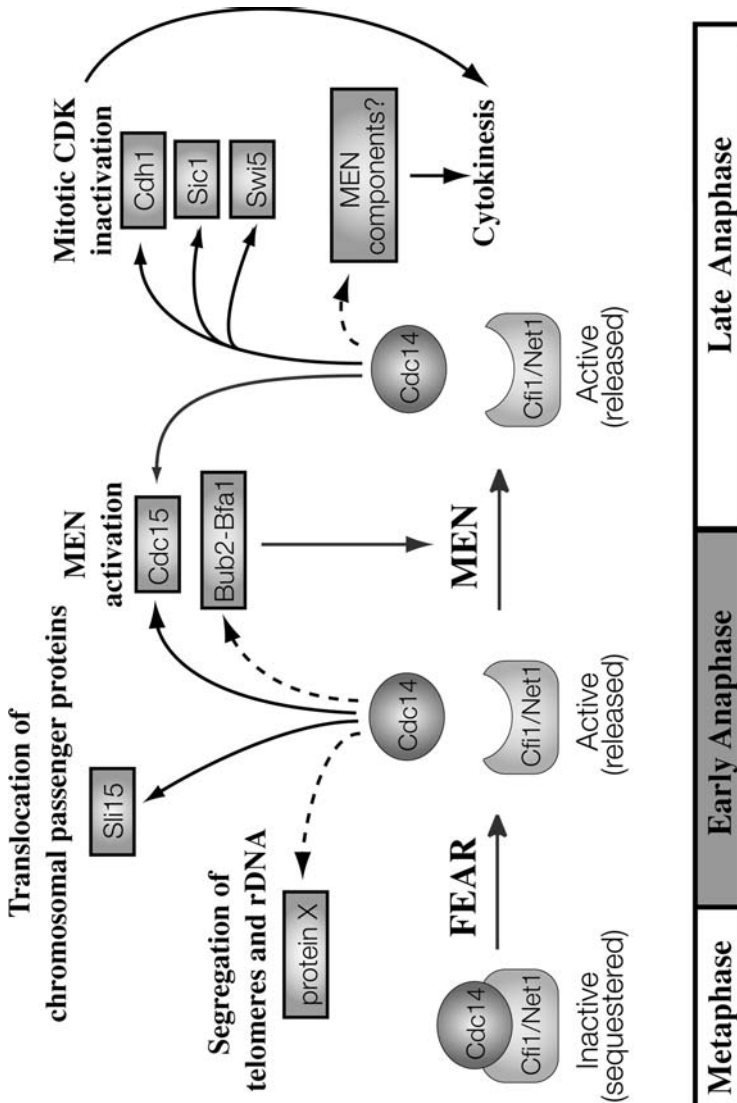 Translocation of
chromosomal passenger proteins
Sli15
Segregation of
telomeres and rDNA
protein X
MEN
activation
Cdc15
Bub2-Bfa1
Mitotic CDK
inactivation
Cdh1
Sic1
Swi5
MEN
components?
Cytokinesis
FEAR
MEN
Cdc14
Cfi1/Net1
Inactive
(sequestered)
Cdc14
Cfi1/Net1
Active
(released)
Cdc14
Cfi1/Net1
Active
(released)
Metaphase
Early Anaphase
Late Anaphase